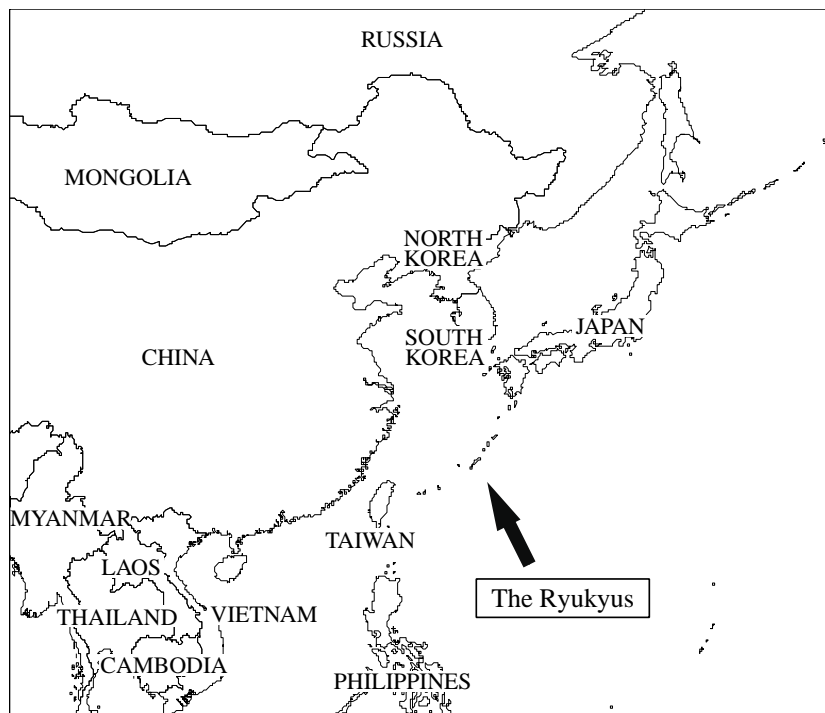 RUSSIA
MONGOLIA
NORTH
KOREA
JAPAN
SOUTH
KOREA
CHINA
MYANMAR
TAIWAN
LAOS
The Ryukyus
THAILAND
VIETNAM
CAMBODIA
PHILIPPINES